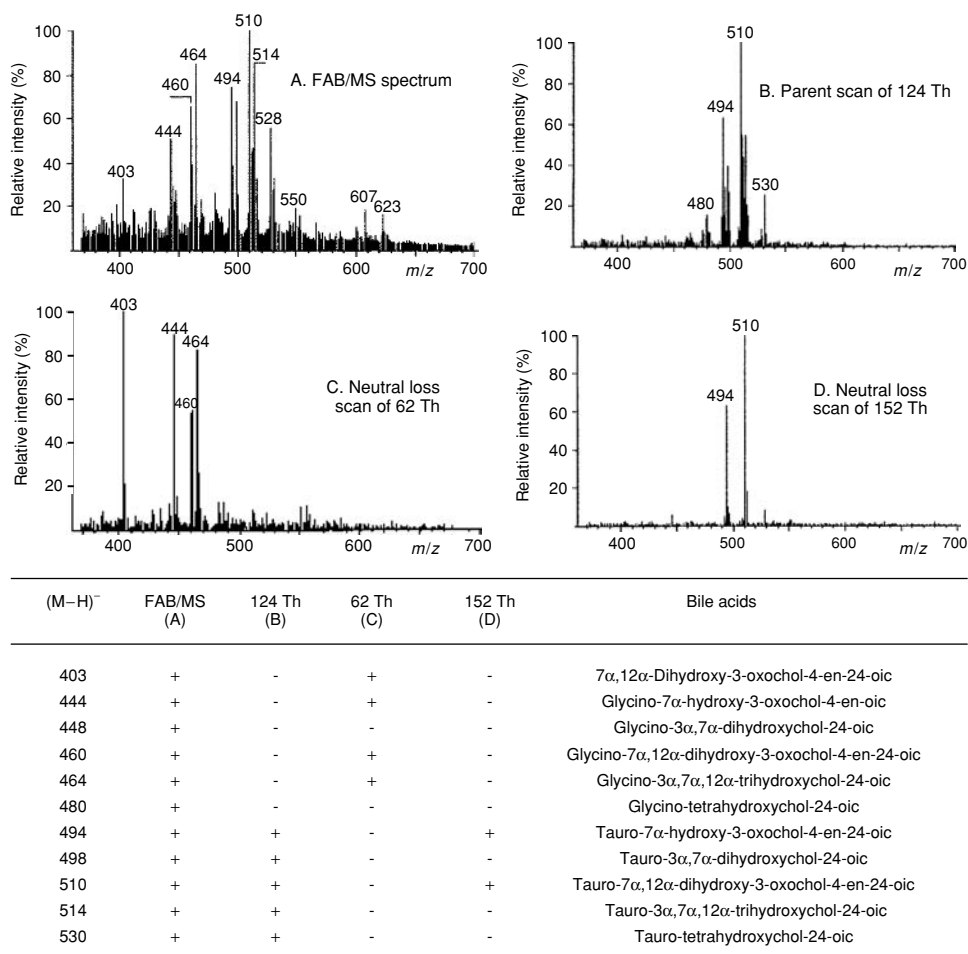 A. FAB/MS spectrum
Relative intensity (%)
100
80
60
40
20
403
444
460
464
494
510
514
528
550
607
623
400
500
600
700
m/z
B. Parent scan of 124 Th
Relative intensity (%)
100
80
60
40
20
480
494
510
530
400
500
600
700
m/z
C. Neutral loss
scan of 62 Th
Relative intensity (%)
100
80
60
40
20
403
444
460
464
400
500
600
700
m/z
D. Neutral loss
scan of 152 Th
Relative intensity (%)
100
80
60
40
20
494
510
400
500
600
700
m/z
(M−H)⁻ FAB/MS 124 Th 62 Th 152 Th Bile acids
(A) (B) (C) (D)
403 + - + - 7α,12α-Dihydroxy-3-oxochol-4-en-24-oic
444 + - + - Glycino-7α-hydroxy-3-oxochol-4-en-oic
448 + - - - Glycino-3α,7α-dihydroxychol-24-oic
460 + - + - Glycino-7α,12α-dihydroxy-3-oxochol-4-en-24-oic
464 + - + - Glycino-3α,7α,12α-trihydroxychol-24-oic
480 + - - - Glycino-tetrahydroxychol-24-oic
494 + + - + Tauro-7α-hydroxy-3-oxochol-4-en-24-oic
498 + + - - Tauro-3α,7α-dihydroxychol-24-oic
510 + + - + Tauro-7α,12α-dihydroxy-3-oxochol-4-en-24-oic
514 + + - - Tauro-3α,7α,12α-trihydroxychol-24-oic
530 + + - - Tauro-tetrahydroxychol-24-oic